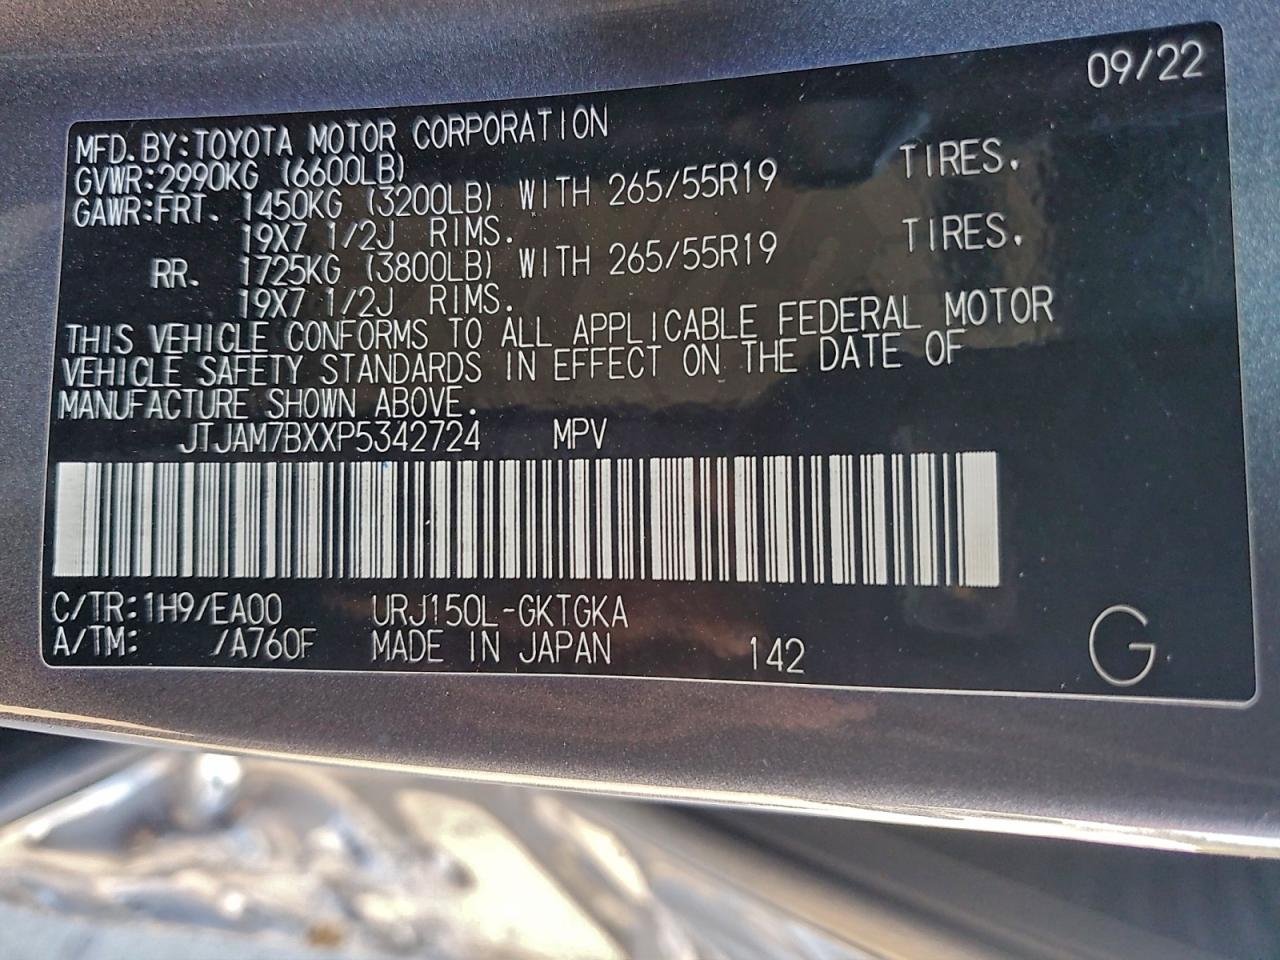 09/22
MFD. BY:TOYOTA MOTOR CORPORATION
GVWR:2990KG (6600LB)
GAWR:FRT. 1450KG (3200LB) WITH 265/55R19 TIRES.
19X7 1/2J RIMS.
RR. 1725KG (3800LB) WITH 265/55R19 TIRES.
19X7 1/2J RIMS.
THIS VEHICLE CONFORMS TO ALL APPLICABLE FEDERAL MOTOR
VEHICLE SAFETY STANDARDS IN EFFECT ON THE DATE OF
MANUFACTURE SHOWN ABOVE.
JTJAM7BXXP5342724 MPV
C/TR:1H9/EA00 URJ150L-GKTGKA
A/TM: /A760F MADE IN JAPAN 142 G